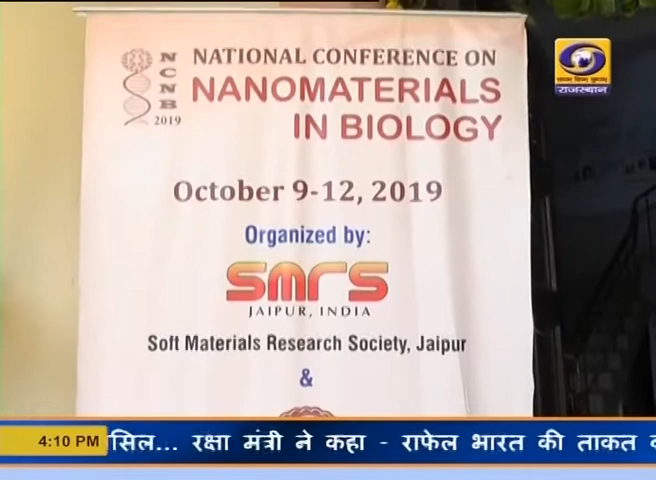 NCNB
2019
NATIONAL CONFERENCE ON
NANOMATERIALS
IN BIOLOGY
October 9-12, 2019
Organized by:
smrs
JAIPUR, INDIA
Soft Materials Research Society, Jaipur
&
राजस्थान
4:10 PM
सिल... रक्षा मंत्री ने कहा - राफेल भारत की ताकत